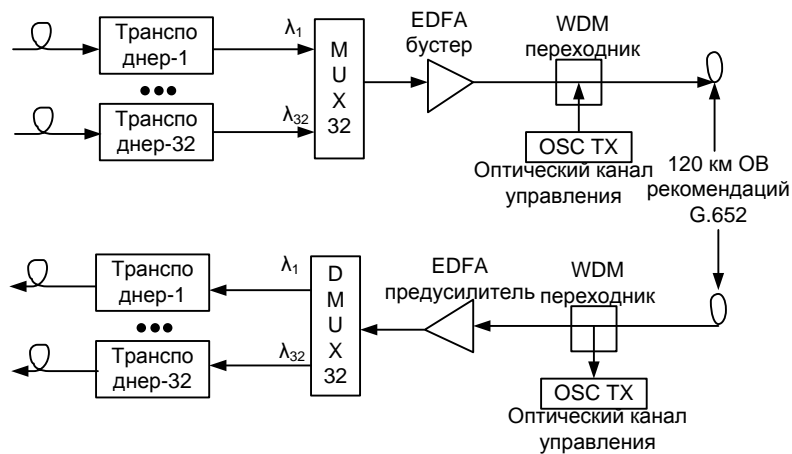 Транспо
днер-1
λ1
Транспо
днер-32
λ32
M
U
X
32
EDFA
бустер
WDM
переходник
OSC TX
Оптический канал
управления
120 км ОВ
рекомендаций
G.652
Транспо
днер-1
λ1
Транспо
днер-32
λ32
D
M
U
X
32
EDFA
предусилитель
WDM
переходник
OSC TX
Оптический канал
управления